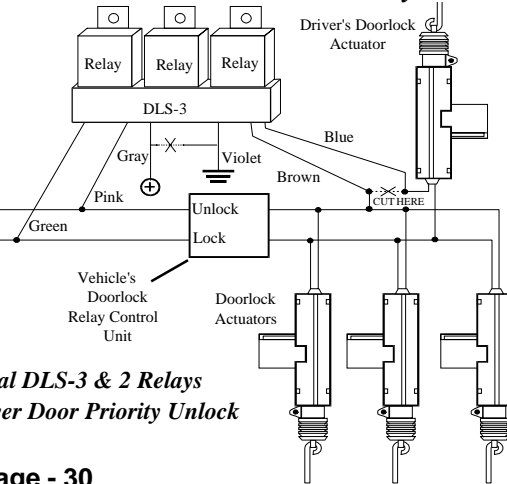 Driver's Doorlock
Actuator
Relay
Relay
Relay
DLS-3
Blue
Gray
Violet
Brown
CUT HERE
Pink
Unlock
Green
Lock
Vehicle's
Doorlock
Relay Control
Unit
Doorlock
Actuators
al DLS-3 & 2 Relays
er Door Priority Unlock
age - 30